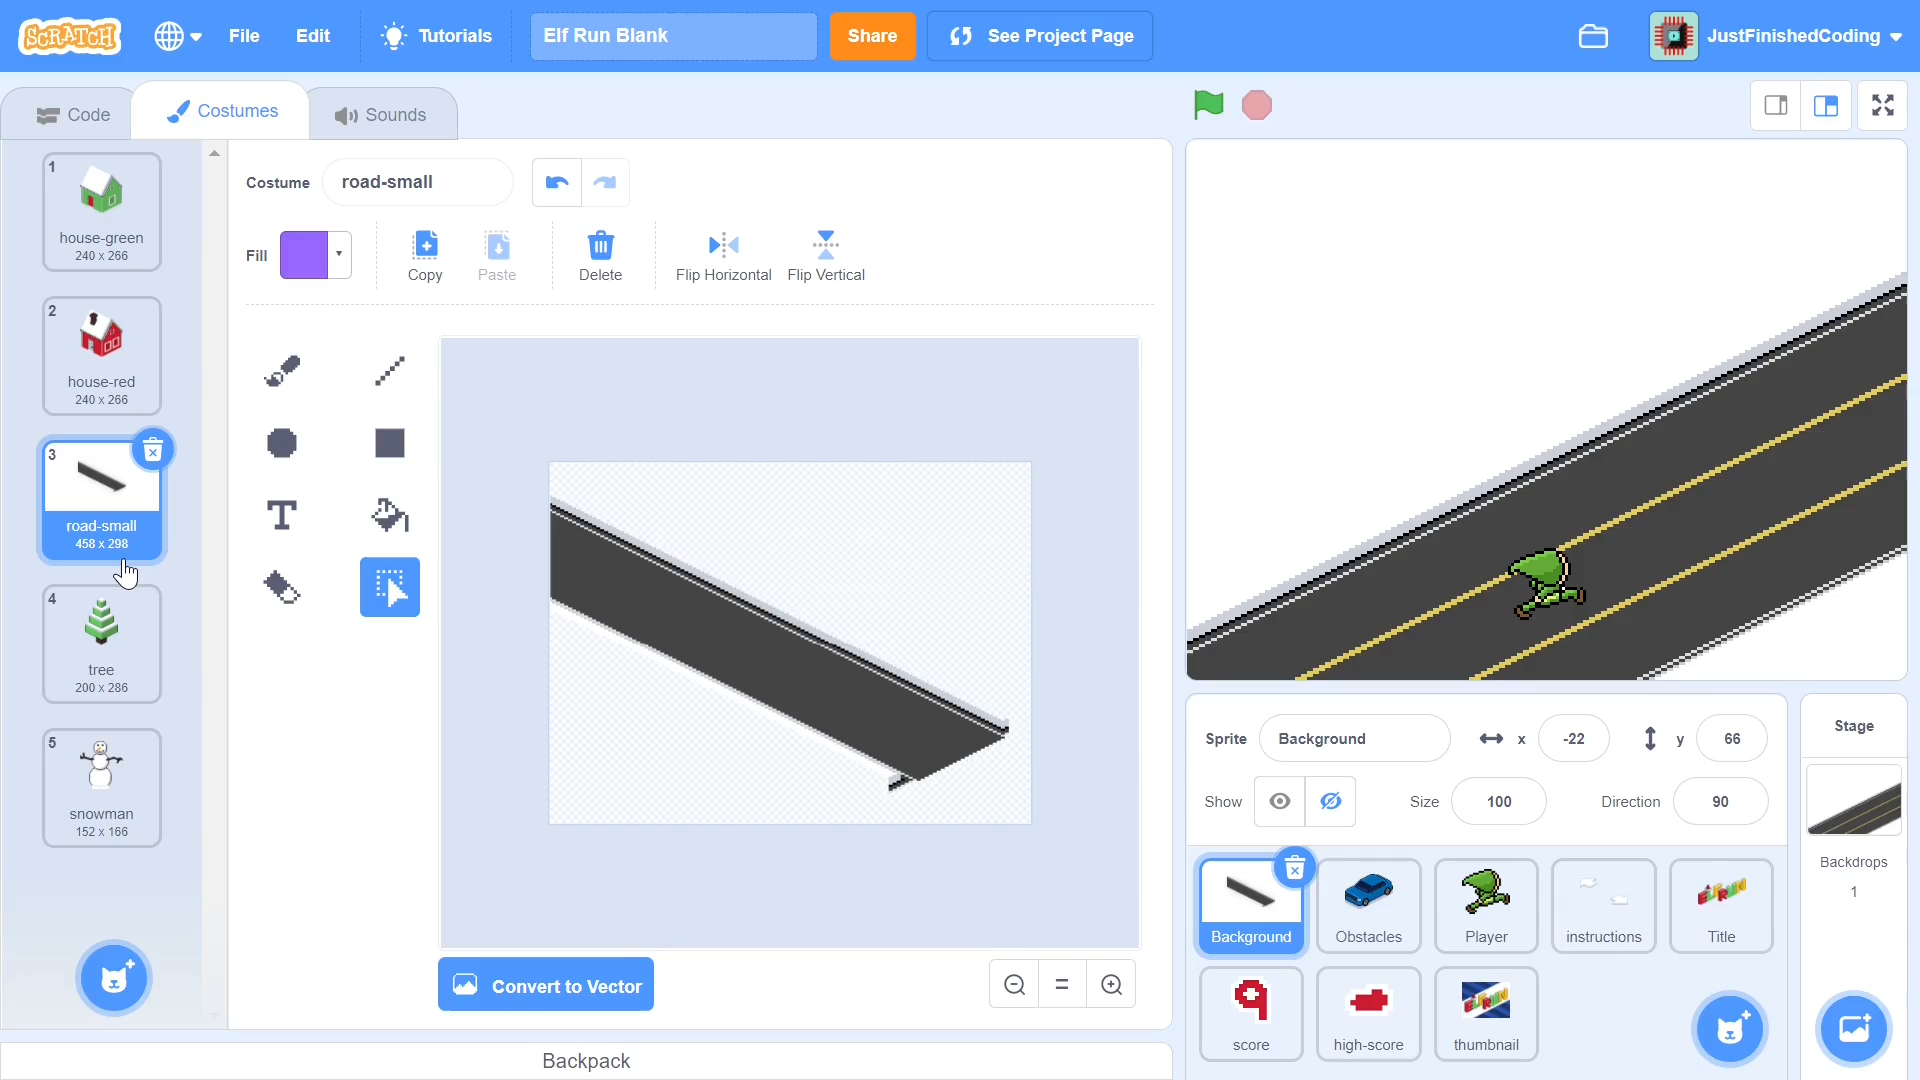 SCRATCH
File
Edit
Tutorials
Elf Run Blank
Share
See Project Page
JustFinishedCoding
Code
Costumes
Sounds
1
house-green
240 x 266
2
house-red
240 x 266
3
road-small
458 x 298
4
tree
200 x 286
5
snowman
152 x 166
Costume
road-small
Fill
Copy
Paste
Delete
Flip Horizontal
Flip Vertical
T
Convert to Vector
Backpack
Sprite
Background
x
-22
y
66
Show
Size
100
Direction
90
Background
Obstacles
Player
instructions
ELFRUN
Title
score
high-score
ELFRUN
thumbnail
Stage
Backdrops
1